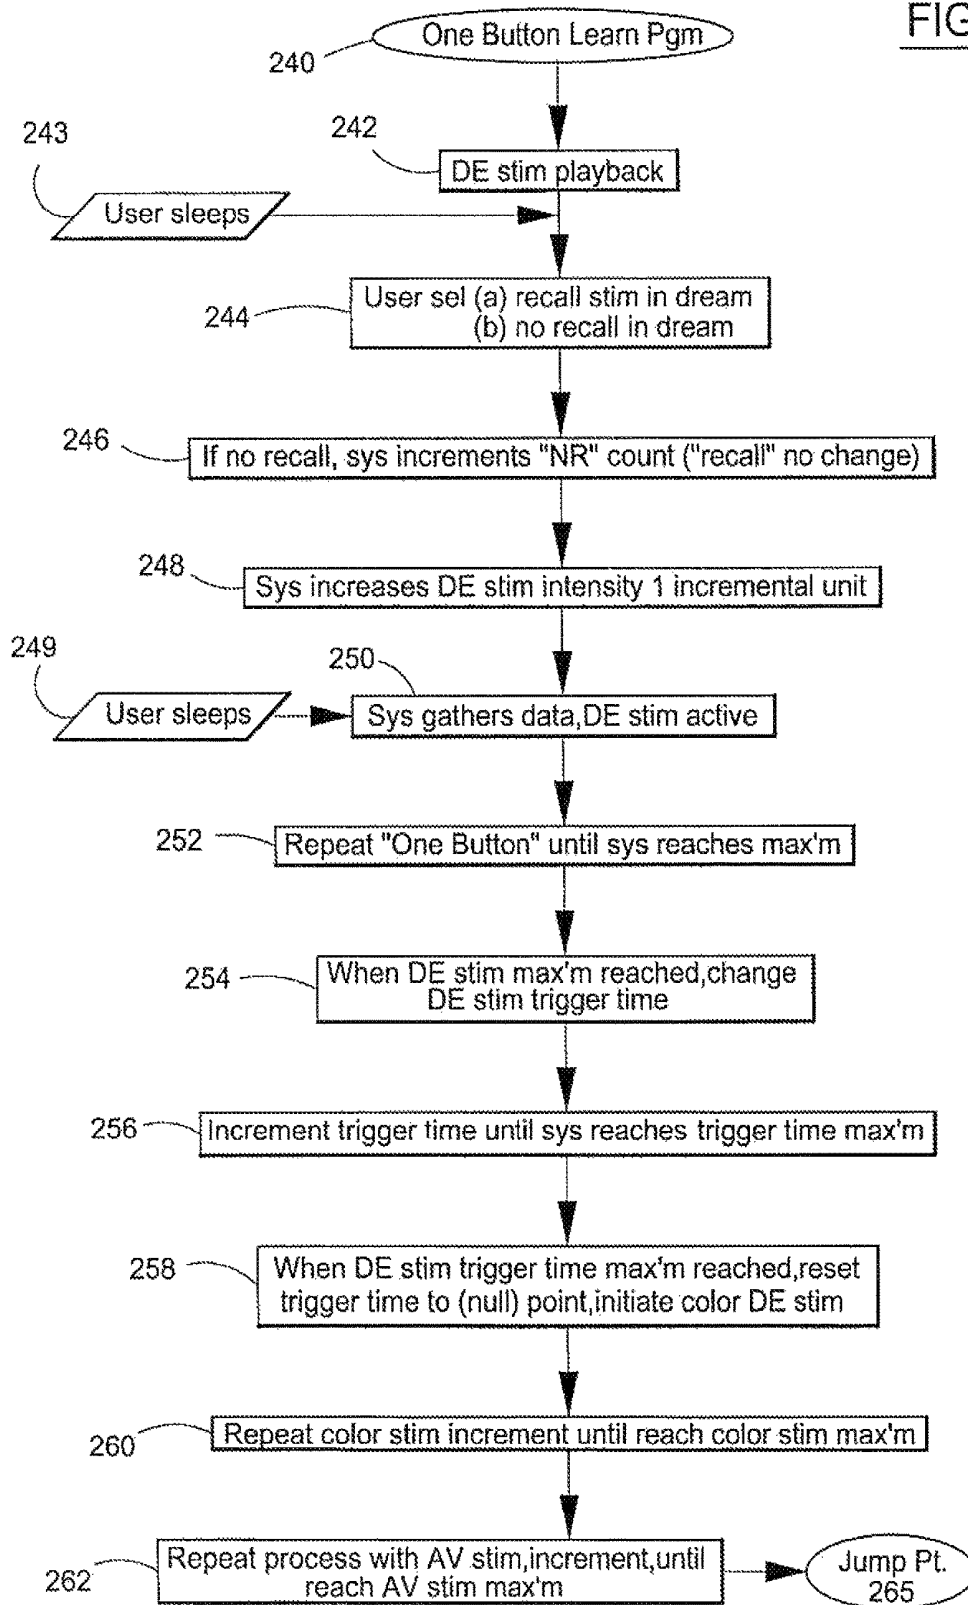 FIG
240
One Button Learn Pgm
243
242
DE stim playback
User sleeps
244
User sel (a) recall stim in dream
(b) no recall in dream
246
If no recall, sys increments "NR" count ("recall" no change)
248
Sys increases DE stim intensity 1 incremental unit
249
250
User sleeps
Sys gathers data,DE stim active
252
Repeat "One Button" until sys reaches max'm
254
When DE stim max'm reached,change
DE stim trigger time
256
Increment trigger time until sys reaches trigger time max'm
258
When DE stim trigger time max'm reached,reset
trigger time to (null) point,initiate color DE stim
260
Repeat color stim increment until reach color stim max'm
262
Repeat process with AV stim,increment,until
reach AV stim max'm
Jump Pt.
265